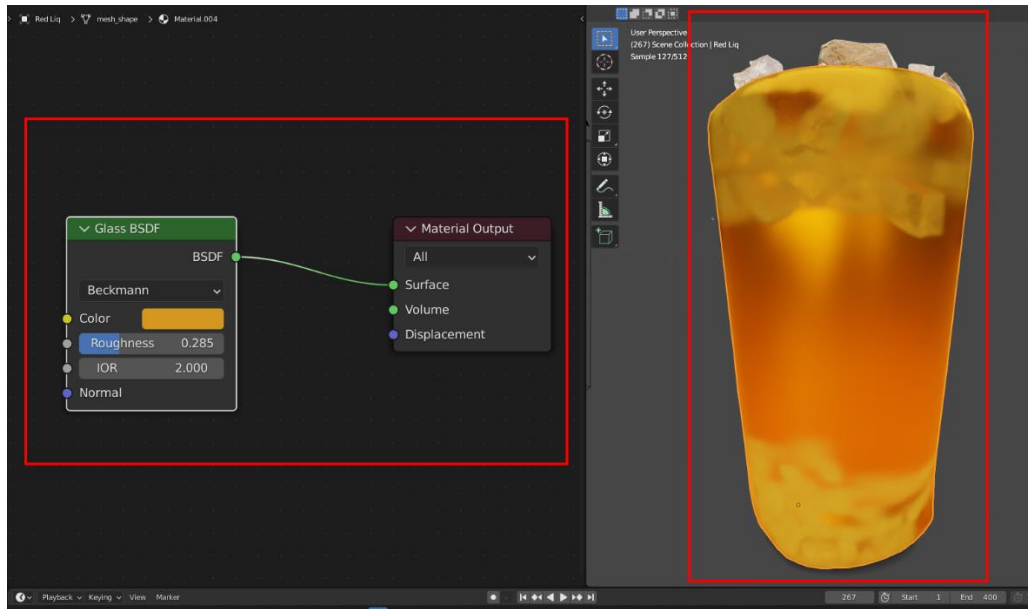 Red Liq > mesh_shape > Material.004
User Perspective
(267) Scene Collection | Red Liq
Sample 127/512
Glass BSDF
BSDF
Beckmann
Color
Roughness 0.285
IOR 2.000
Normal
Material Output
All
Surface
Volume
Displacement
Playback Keying View Marker
267 Start 1 End 400